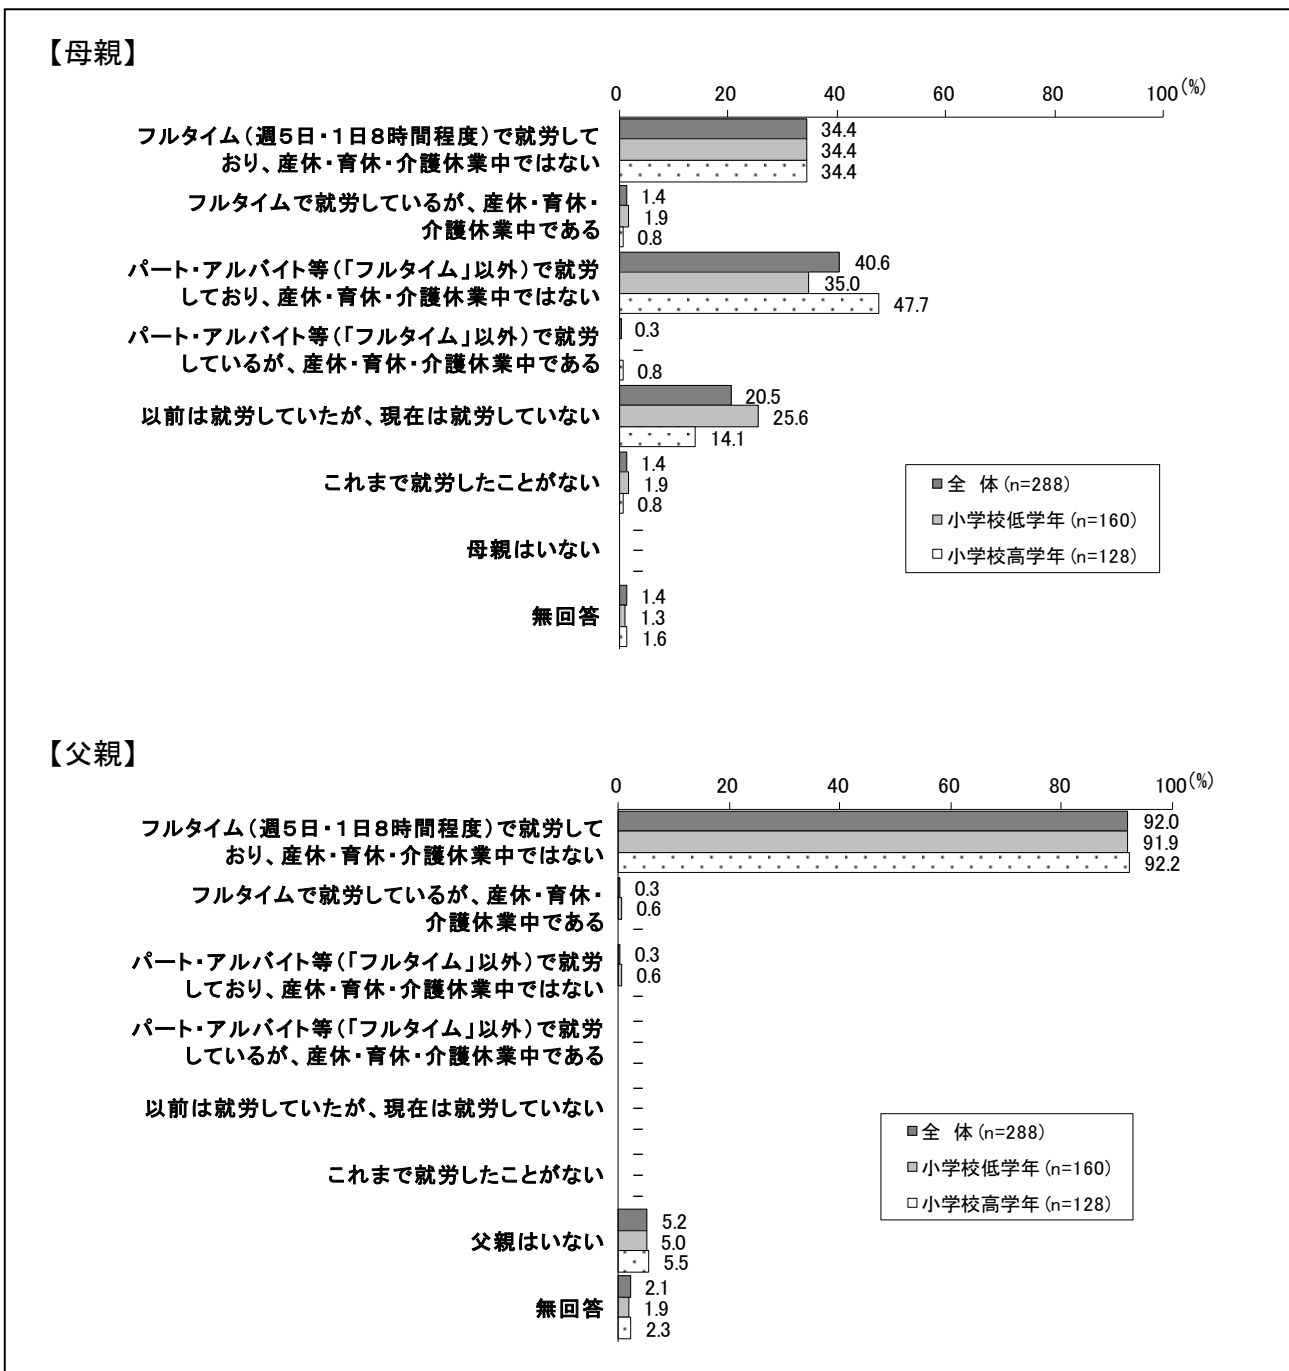 【母親】
0 20 40 60 80 100 (%)
フルタイム（週５日・１日８時間程度）で就労して
おり、産休・育休・介護休業中ではない
34.4
34.4
34.4
フルタイムで就労しているが、産休・育休・
介護休業中である
1.4
1.9
0.8
パート・アルバイト等（「フルタイム」以外）で就労
しており、産休・育休・介護休業中ではない
40.6
35.0
47.7
パート・アルバイト等（「フルタイム」以外）で就労
しているが、産休・育休・介護休業中である
0.3
–
0.8
以前は就労していたが、現在は就労していない
20.5
25.6
14.1
これまで就労したことがない
1.4
1.9
0.8
母親はいない
–
–
–
無回答
1.4
1.3
1.6
全 体 (n=288)
小学校低学年 (n=160)
小学校高学年 (n=128)
【父親】
0 20 40 60 80 100 (%)
フルタイム（週５日・１日８時間程度）で就労して
おり、産休・育休・介護休業中ではない
92.0
91.9
92.2
フルタイムで就労しているが、産休・育休・
介護休業中である
0.3
0.6
–
パート・アルバイト等（「フルタイム」以外）で就労
しており、産休・育休・介護休業中ではない
0.3
0.6
–
パート・アルバイト等（「フルタイム」以外）で就労
しているが、産休・育休・介護休業中である
–
–
–
以前は就労していたが、現在は就労していない
–
–
–
これまで就労したことがない
–
–
–
父親はいない
5.2
5.0
5.5
無回答
2.1
1.9
2.3
全 体 (n=288)
小学校低学年 (n=160)
小学校高学年 (n=128)